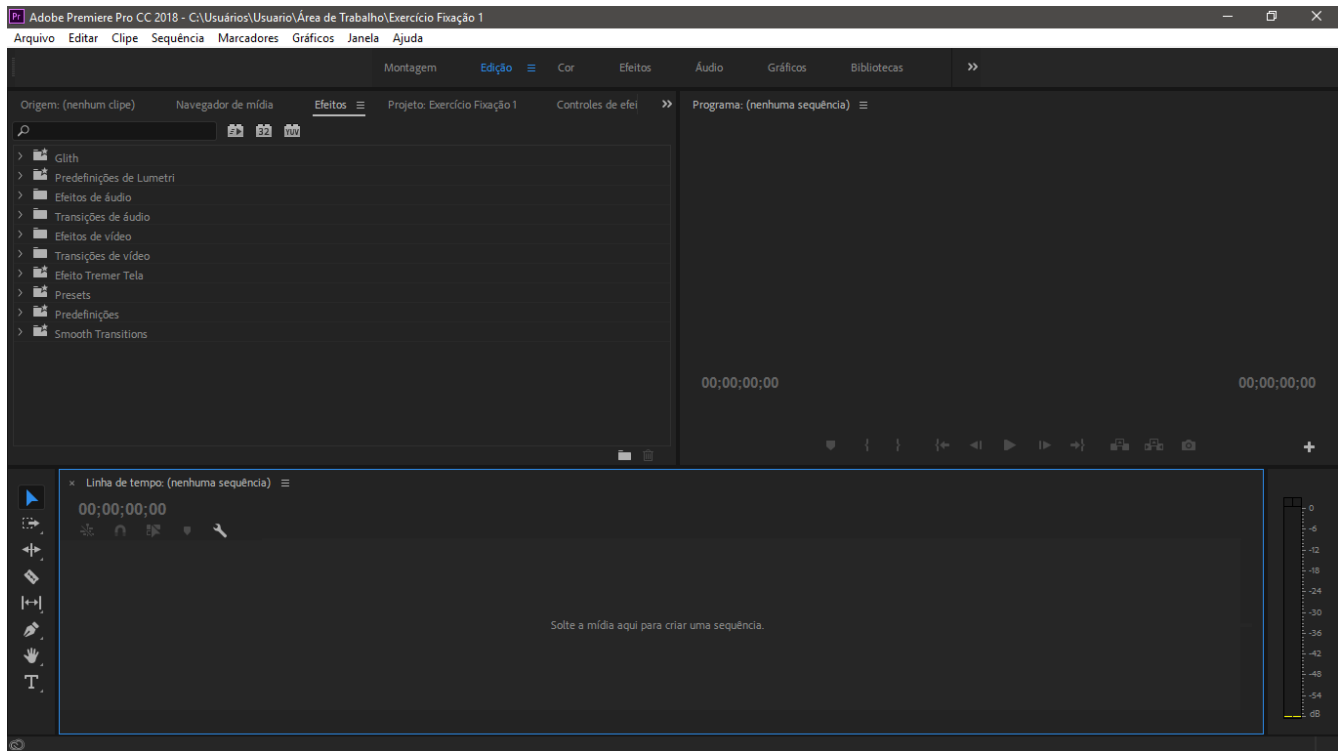 Pr Adobe Premiere Pro CC 2018 - C:\Usuários\Usuario\Área de Trabalho\Exercício Fixação 1
Arquivo Editar Clipe Sequência Marcadores Gráficos Janela Ajuda
Montagem Edição Cor Efeitos Áudio Gráficos Bibliotecas
Origem: (nenhum clipe) Navegador de mídia Efeitos Projeto: Exercício Fixação 1 Controles de efei Programa: (nenhuma sequência)
32 YUV
Glith
Predefinições de Lumetri
Efeitos de áudio
Transições de áudio
Efeitos de vídeo
Transições de vídeo
Efeito Tremer Tela
Presets
Predefinições
Smooth Transitions
00;00;00;00 00;00;00;00
Linha de tempo: (nenhuma sequência)
00;00;00;00
Solte a mídia aqui para criar uma sequência.
T
0
-6
-12
-18
-24
-30
-36
-42
-48
-54
dB